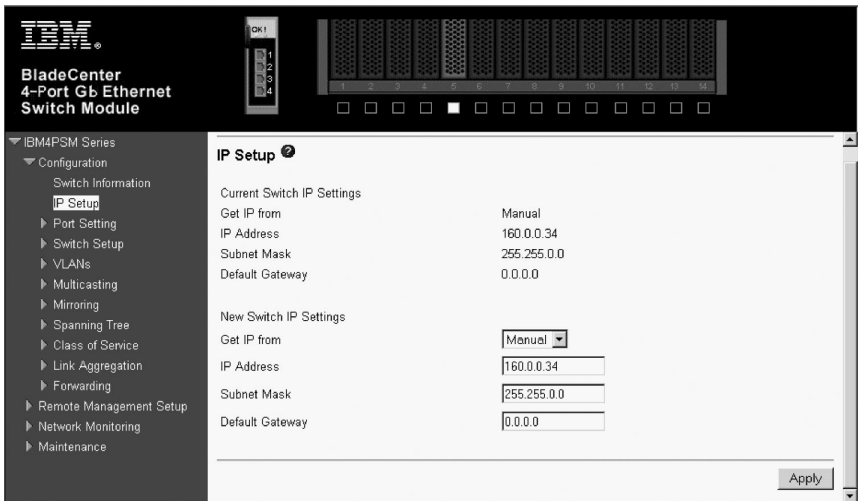 IBM®
BladeCenter
4-Port Gb Ethernet
Switch Module
OK !
1
2
3
4
1 2 3 4 5 6 7 8 9 10 11 12 13 14
IBM4PSM Series
Configuration
Switch Information
IP Setup
Port Setting
Switch Setup
VLANs
Multicasting
Mirroring
Spanning Tree
Class of Service
Link Aggregation
Forwarding
Remote Management Setup
Network Monitoring
Maintenance
IP Setup ?
Current Switch IP Settings
Get IP from Manual
IP Address 160.0.0.34
Subnet Mask 255.255.0.0
Default Gateway 0.0.0.0
New Switch IP Settings
Get IP from Manual
IP Address 160.0.0.34
Subnet Mask 255.255.0.0
Default Gateway 0.0.0.0
Apply